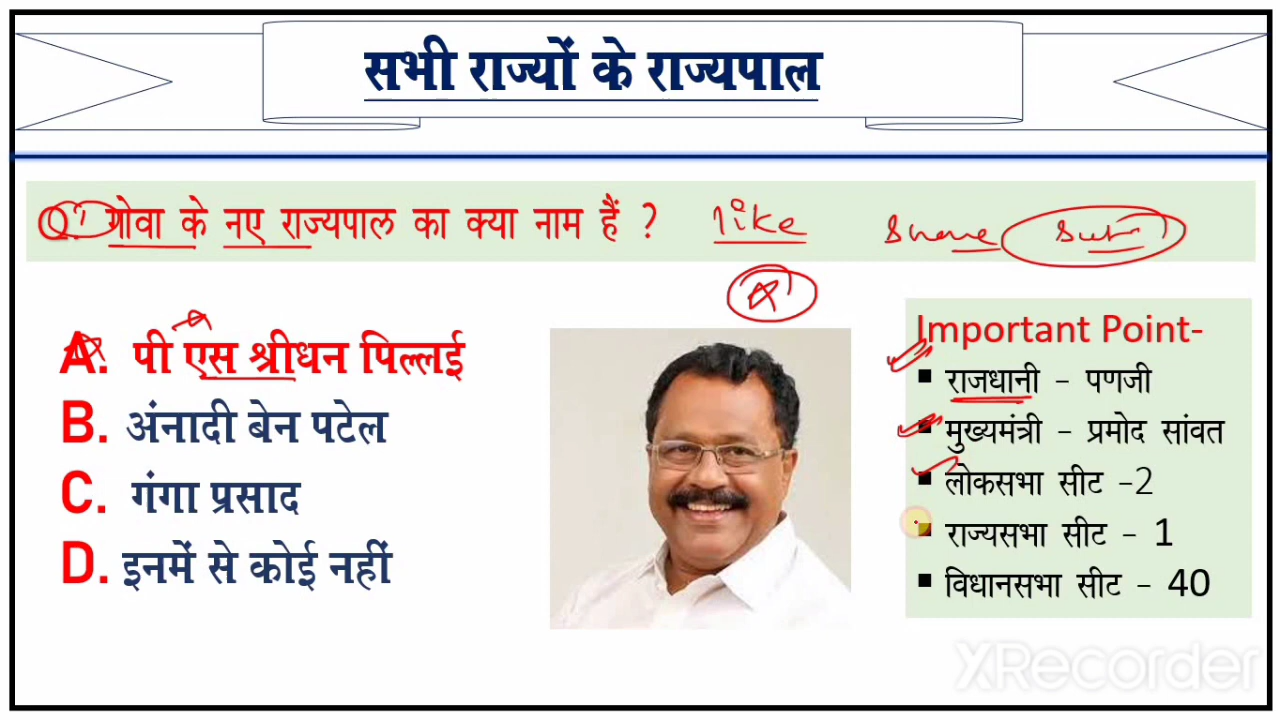 सभी राज्यों के राज्यपाल
Q. गोवा के नए राज्यपाल का क्या नाम हैं ? like share sub
A. पी एस श्रीधन पिल्लई
B. अंनादी बेन पटेल
C. गंगा प्रसाद
D. इनमें से कोई नहीं
Important Point-
▪ राजधानी - पणजी
▪ मुख्यमंत्री - प्रमोद सांवत
▪ लोकसभा सीट -2
▪ राज्यसभा सीट - 1
▪ विधानसभा सीट - 40
XRecorder